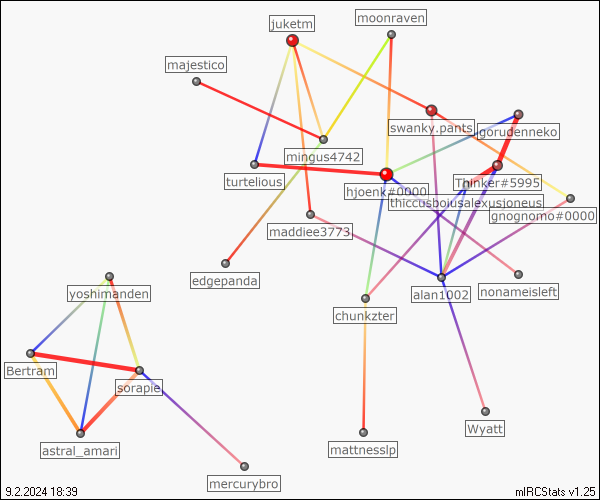 moonraven
juketm
majestico
swanky.pants
gorudenneko
mingus4742
turtelious
hjoenk#0000
Thinker#5995
thiccusboiusalexusjoneus
gnognomo#0000
maddiee3773
edgepanda
alan1002
nonameisleft
yoshimanden
chunkzter
Bertram
sorapie
Wyatt
astral_amari
mattnesslp
mercurybro
9.2.2024 18:39
mIRCStats v1.25